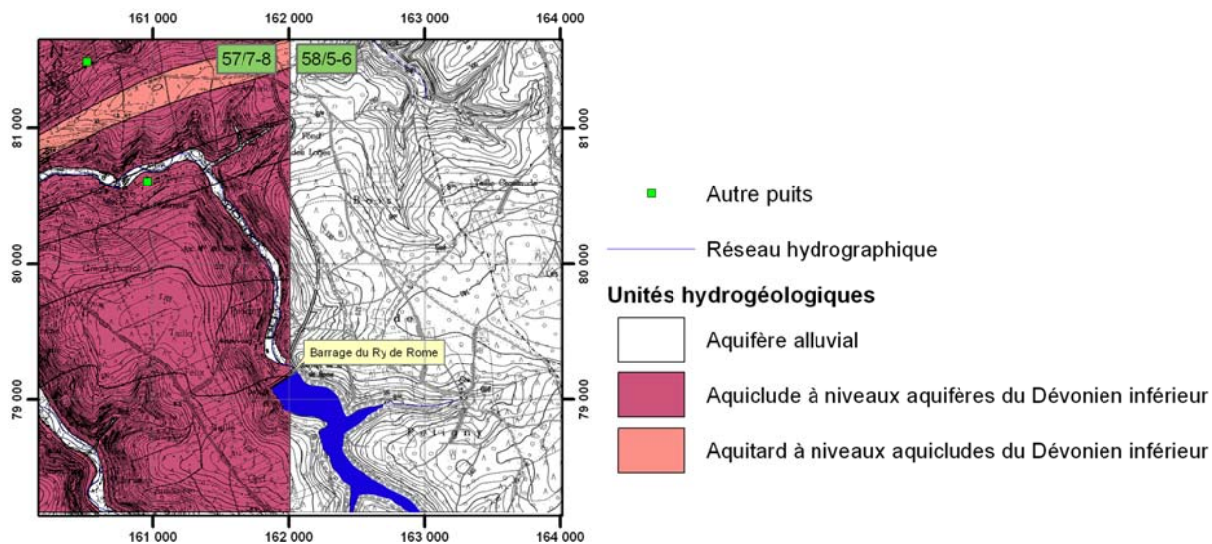 161 000 162 000 163 000 164 000
57/7-8 58/5-6
81 000 81 000
80 000 80 000
Barrage du Ry de Rome
79 000 79 000
161 000 162 000 163 000 164 000
Autre puits
Réseau hydrographique
Unités hydrogéologiques
Aquifère alluvial
Aquiclude à niveaux aquifères du Dévonien inférieur
Aquitard à niveaux aquicludes du Dévonien inférieur